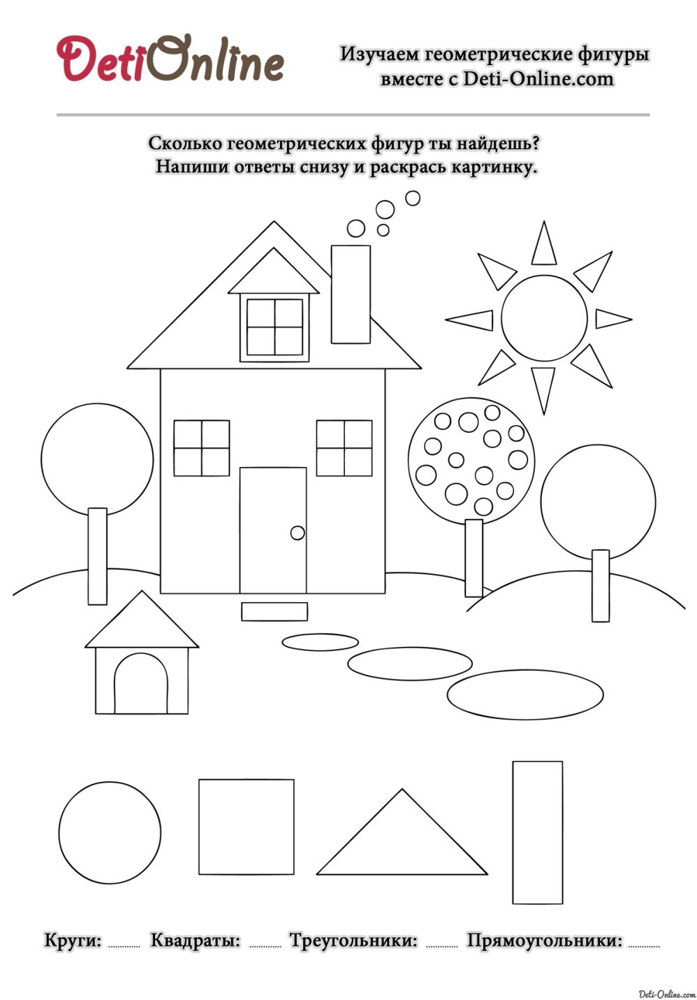 DetiOnline
Изучаем геометрические фигуры
вместе с Deti-Online.com
Сколько геометрических фигур ты найдешь?
Напиши ответы снизу и раскрась картинку.
Круги: ......... Квадраты: ......... Треугольники: ......... Прямоугольники: .........
Deti-Online.com